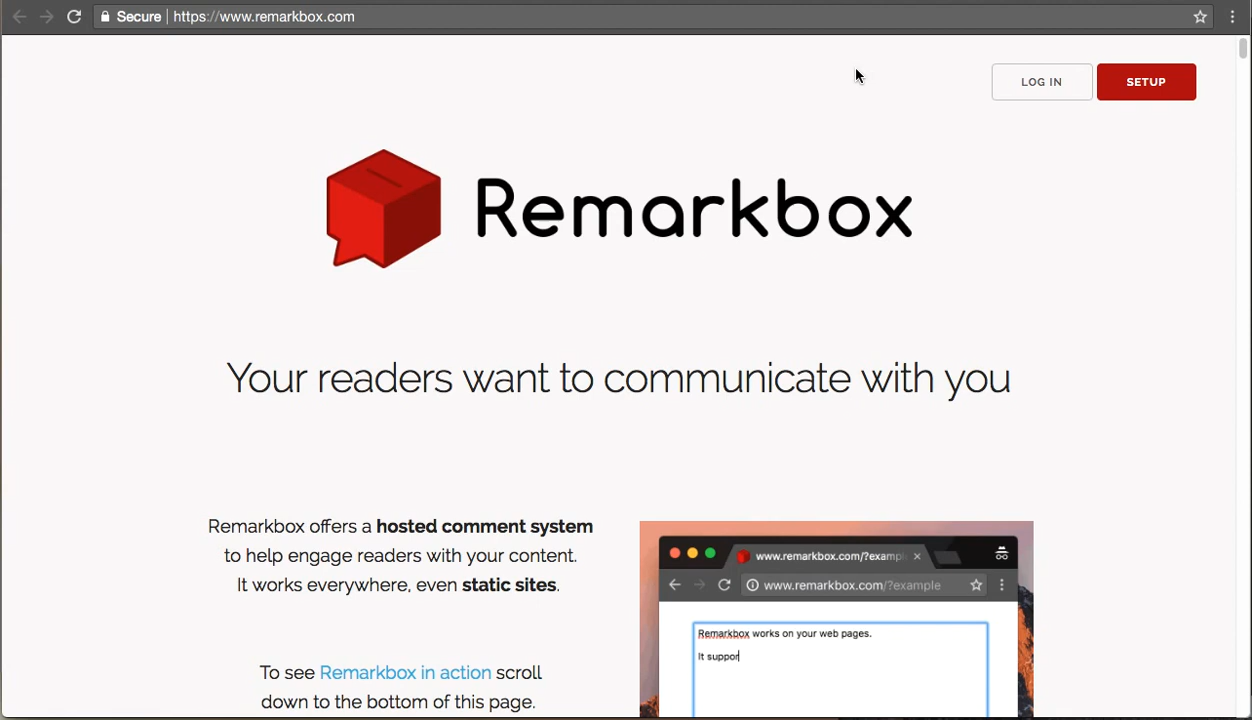 Secure | https://www.remarkbox.com
LOG IN
SETUP
Remarkbox
Your readers want to communicate with you
Remarkbox offers a hosted comment system
to help engage readers with your content.
It works everywhere, even static sites.
To see Remarkbox in action scroll
down to the bottom of this page.
www.remarkbox.com/?examp
www.remarkbox.com/?example
Remarkbox works on your web pages.
It suppor